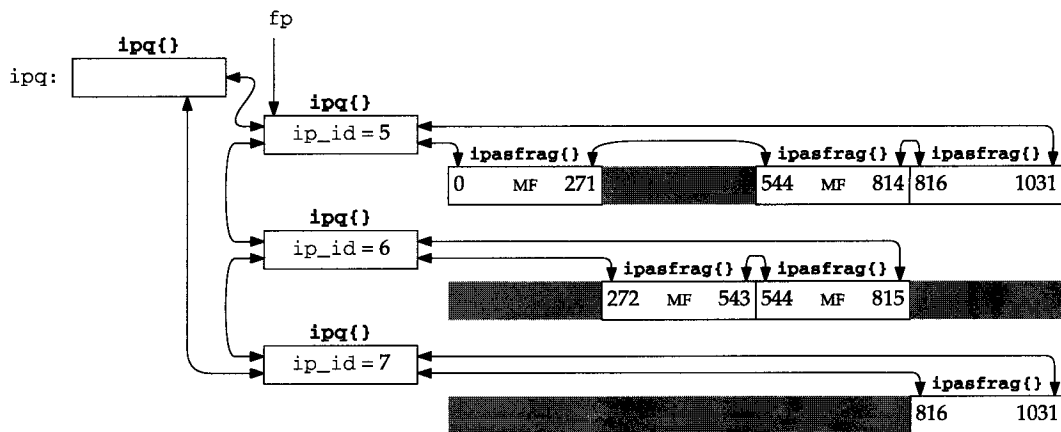 fp
ipq{}
ipq:
ipq{}
ip_id = 5
ipasfrag{} ipasfrag{} ipasfrag{}
0 MF 271 544 MF 814 816 1031
ipq{}
ip_id = 6
ipasfrag{} ipasfrag{}
272 MF 543 544 MF 815
ipq{}
ip_id = 7
ipasfrag{}
816 1031